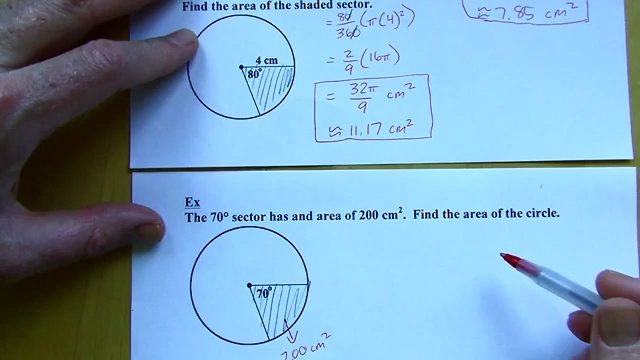 Find the area of the shaded sector.
= 80/360 (π(4)²)
≈ 7.85 cm²
4 cm
80°
= 2/9 (16π)
= 32π/9 cm²
≈ 11.17 cm²
Ex
The 70° sector has and area of 200 cm². Find the area of the circle.
70°
200 cm²